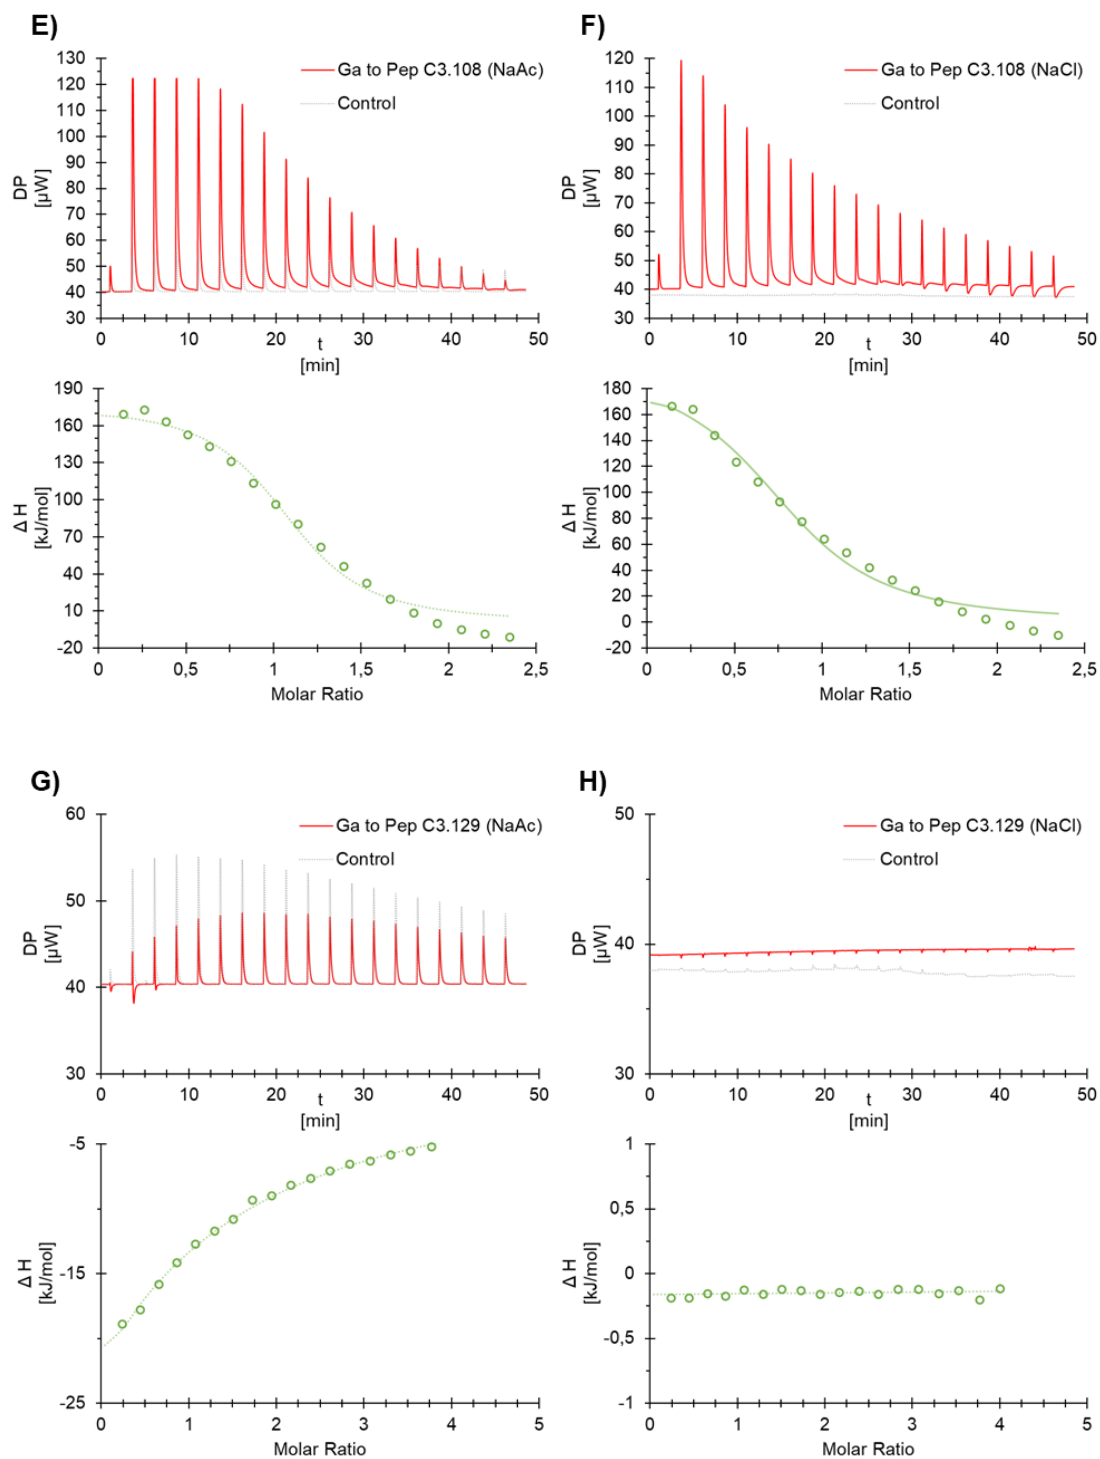 E)
130
120
110
100
90
80
70
60
50
40
30
DP
[µW]
Ga to Pep C3.108 (NaAc)
Control
0 10 20 30 40 50
t
[min]
190
160
130
100
70
40
10
-20
Δ H
[kJ/mol]
0 0,5 1 1,5 2 2,5
Molar Ratio
F)
120
110
100
90
80
70
60
50
40
30
DP
[µW]
Ga to Pep C3.108 (NaCl)
Control
0 10 20 30 40 50
t
[min]
180
160
140
120
100
80
60
40
20
0
-20
Δ H
[kJ/mol]
0 0,5 1 1,5 2 2,5
Molar Ratio
G)
60
50
40
30
DP
[µW]
Ga to Pep C3.129 (NaAc)
Control
0 10 20 30 40 50
t
[min]
-5
-15
-25
Δ H
[kJ/mol]
0 1 2 3 4 5
Molar Ratio
H)
50
40
30
DP
[µW]
Ga to Pep C3.129 (NaCl)
Control
0 10 20 30 40 50
t
[min]
1
0,5
0
-0,5
-1
Δ H
[kJ/mol]
0 1 2 3 4 5
Molar Ratio